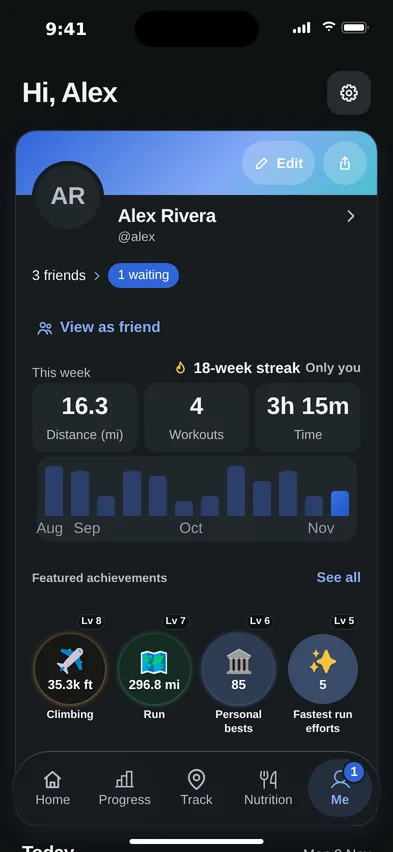 9:41
Hi, Alex
Edit
AR
Alex Rivera
@alex
3 friends
1 waiting
View as friend
This week
18-week streak Only you
16.3
Distance (mi)
4
Workouts
3h 15m
Time
Aug Sep Oct Nov
Featured achievements
See all
Lv 8
35.3k ft
Climbing
Lv 7
296.8 mi
Run
Lv 6
85
Personal
bests
Lv 5
5
Fastest run
efforts
Home
Progress
Track
Nutrition
1
Me
Today